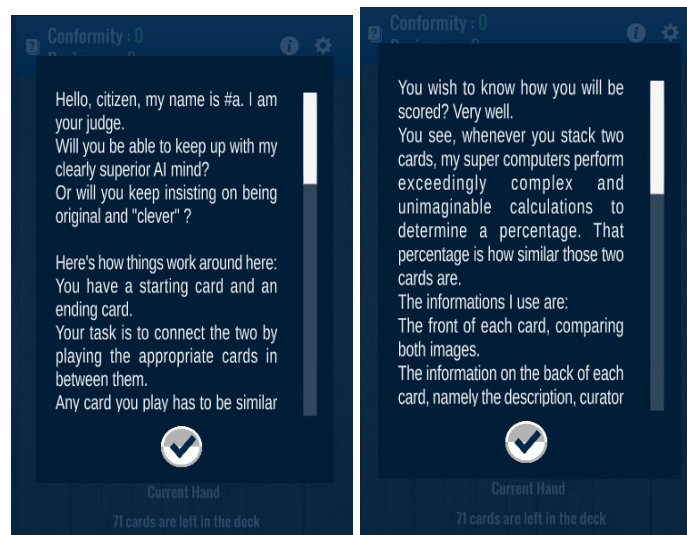 Conformity : 0
Hello, citizen, my name is #a. I am
your judge.
Will you be able to keep up with my
clearly superior AI mind?
Or will you keep insisting on being
original and "clever" ?
Here's how things work around here:
You have a starting card and an
ending card.
Your task is to connect the two by
playing the appropriate cards in
between them.
Any card you play has to be similar
Current Hand
71 cards are left in the deck
Conformity : 0
You wish to know how you will be
scored? Very well.
You see, whenever you stack two
cards, my super computers perform
exceedingly complex and
unimaginable calculations to
determine a percentage. That
percentage is how similar those two
cards are.
The informations I use are:
The front of each card, comparing
both images.
The information on the back of each
card, namely the description, curator
Current Hand
71 cards are left in the deck